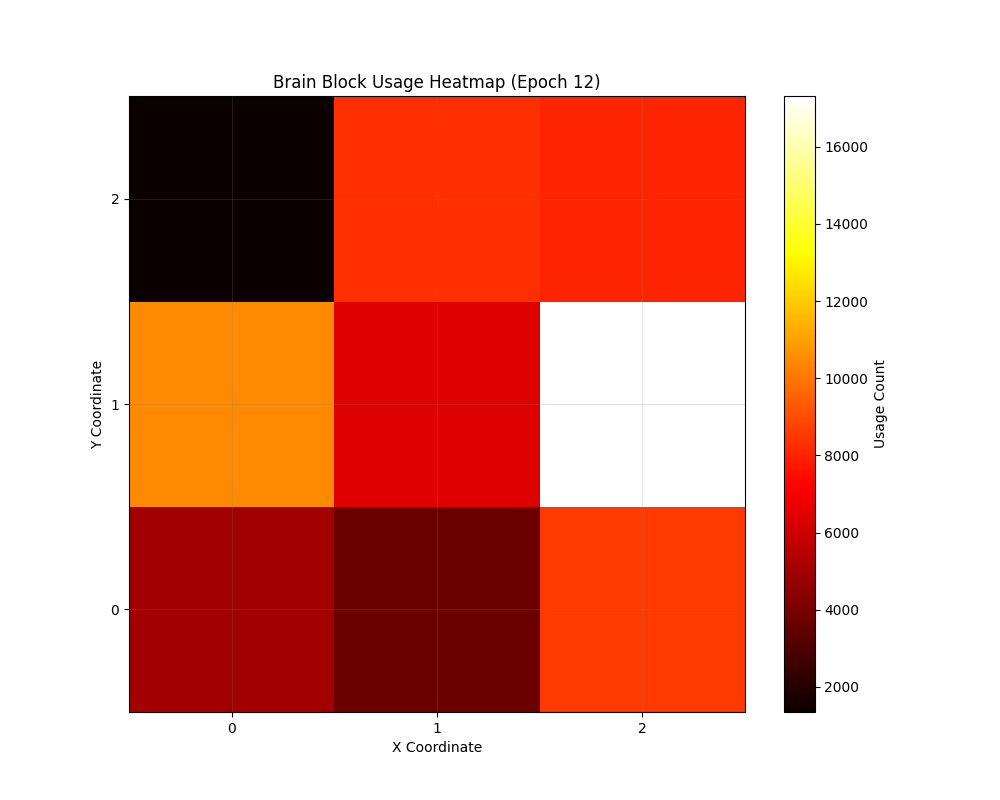 Brain Block Usage Heatmap (Epoch 12)
2
1
0
Y Coordinate
0 1 2
X Coordinate
16000
14000
12000
10000
8000
6000
4000
2000
Usage Count